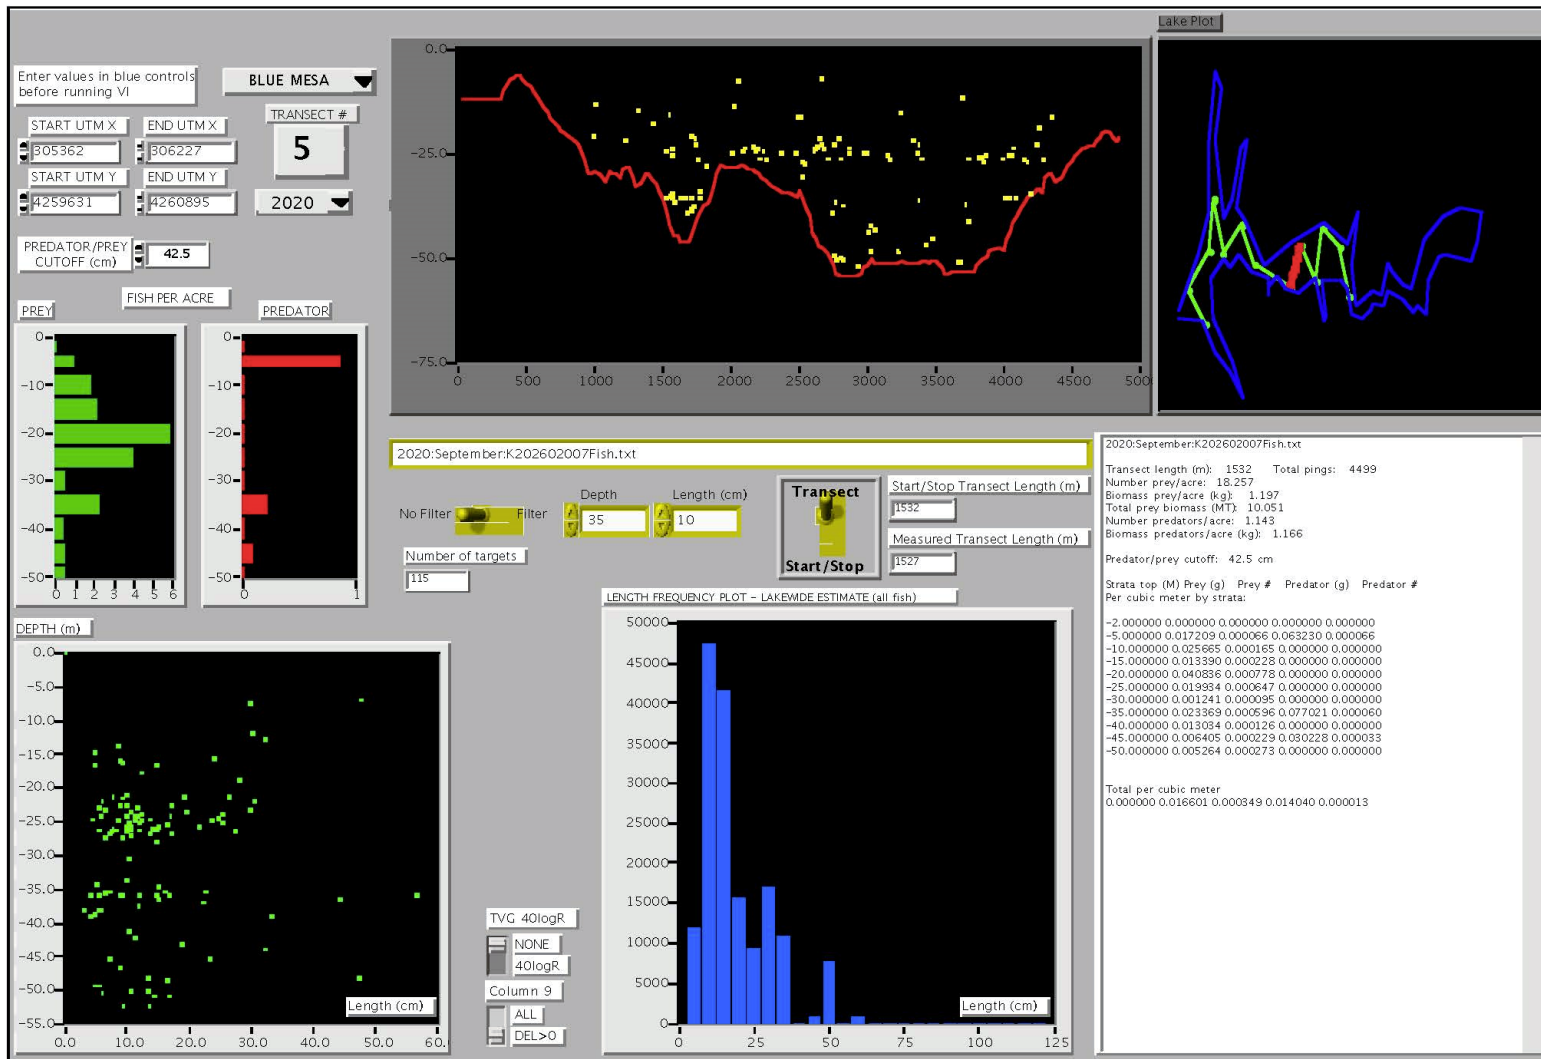 Lake Plot
Enter values in blue controls
before running VI
BLUE MESA
TRANSECT #
5
START UTM X
END UTM X
305362
306227
START UTM Y
END UTM Y
4259631
4260895
2020
PREDATOR/PREY
CUTOFF (cm)
42.5
FISH PER ACRE
PREY
PREDATOR
0
-10
-20
-30
-40
-50
0 1 2 3 4 5 6
0
-10
-20
-30
-40
-50
0 1
0.0
-25.0
-50.0
-75.0
0 500 1000 1500 2000 2500 3000 3500 4000 4500 5000
2020:September:K202602007Fish.txt
No Filter
Filter
Depth
35
Length (cm)
10
Number of targets
115
Transect
Start/Stop
Start/Stop Transect Length (m)
1532
Measured Transect Length (m)
1527
2020:September:K202602007Fish.txt
Transect length (m): 1532 Total pings: 4499
Number prey/acre: 18.257
Biomass prey/acre (kg): 1.197
Total prey biomass (MT): 10.051
Number predators/acre: 1.143
Biomass predators/acre (kg): 1.166
Predator/prey cutoff: 42.5 cm
Strata top (M) Prey (g) Prey # Predator (g) Predator #
Per cubic meter by strata:
-2.000000 0.000000 0.000000 0.000000 0.000000
-5.000000 0.017209 0.000066 0.063230 0.000066
-10.000000 0.025665 0.000165 0.000000 0.000000
-15.000000 0.013390 0.000228 0.000000 0.000000
-20.000000 0.040836 0.000778 0.000000 0.000000
-25.000000 0.019934 0.000647 0.000000 0.000000
-30.000000 0.001241 0.000095 0.000000 0.000000
-35.000000 0.023369 0.000596 0.077021 0.000060
-40.000000 0.013034 0.000126 0.000000 0.000000
-45.000000 0.006405 0.000229 0.030228 0.000033
-50.000000 0.005264 0.000273 0.000000 0.000000
Total per cubic meter
0.000000 0.016601 0.000349 0.014040 0.000013
DEPTH (m)
0.0
-5.0
-10.0
-15.0
-20.0
-25.0
-30.0
-35.0
-40.0
-45.0
-50.0
-55.0
Length (cm)
0.0 10.0 20.0 30.0 40.0 50.0 60.0
TVG 40logR
NONE
40logR
Column 9
ALL
DEL>0
LENGTH FREQUENCY PLOT - LAKEWIDE ESTIMATE (all fish)
50000
45000
40000
35000
30000
25000
20000
15000
10000
5000
0
Length (cm)
0 25 50 75 100 125